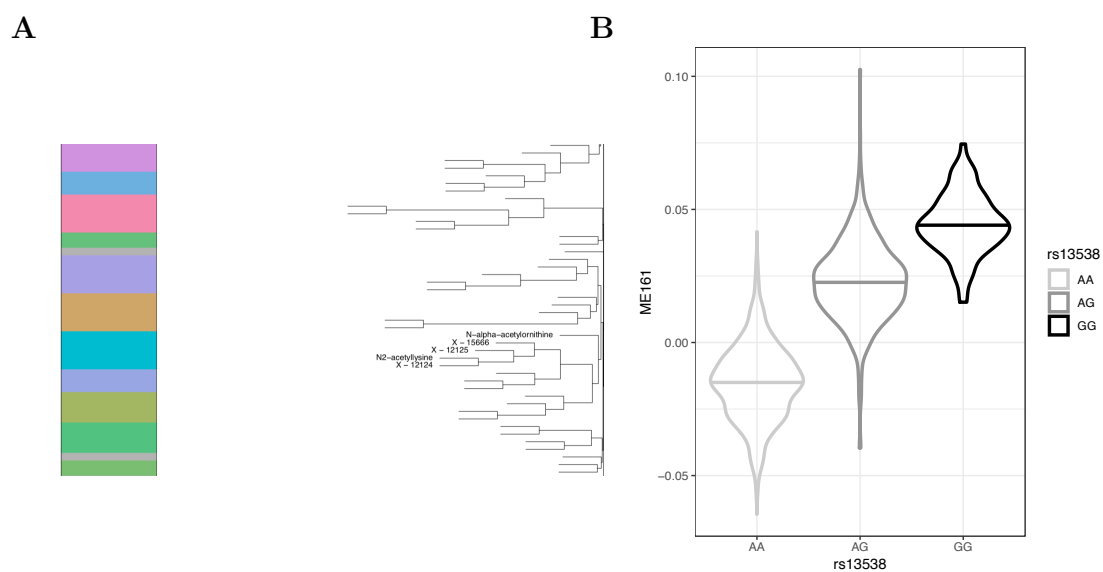 A
B
N−alpha−acetylornithine
X − 15666
X − 12125
N2−acetyllysine
X − 12124
ME161
0.10
0.05
0.00
−0.05
AA
AG
GG
rs13538
rs13538
AA
AG
GG